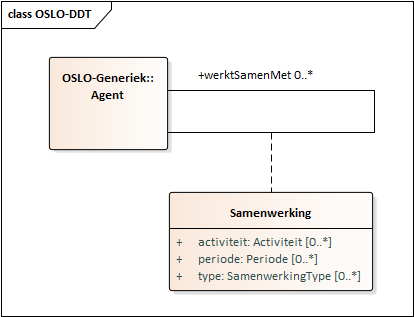 class OSLO-DDT
OSLO-Generiek::
Agent
+werktSamenMet 0..*
Samenwerking
+ activiteit: Activiteit [0..*]
+ periode: Periode [0..*]
+ type: SamenwerkingType [0..*]